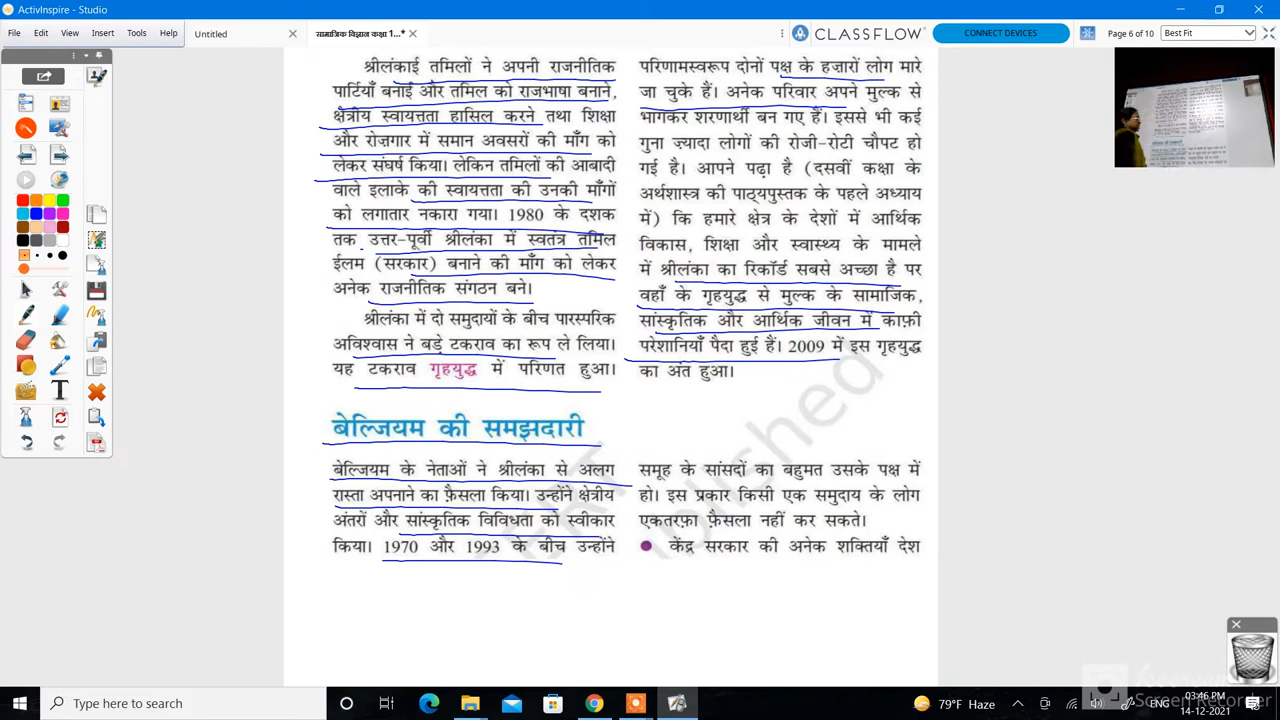 ActivInspire - Studio
File Edit View Insert Tools Help
Untitled
सामाजिक विज्ञान कक्षा 1...*
CLASSFLOW
CONNECT DEVICES
Page 6 of 10
Best Fit
श्रीलंकाई तमिलों ने अपनी राजनीतिक
पार्टियाँ बनाईं और तमिल को राजभाषा बनाने,
क्षेत्रीय स्वायत्तता हासिल करने तथा शिक्षा
और रोजगार में समान अवसरों की माँग को
लेकर संघर्ष किया। लेकिन तमिलों की आबादी
वाले इलाके की स्वायत्तता की उनकी माँगों
को लगातार नकारा गया। 1980 के दशक
तक उत्तर-पूर्वी श्रीलंका में स्वतंत्र तमिल
ईलम (सरकार) बनाने की माँग को लेकर
अनेक राजनीतिक संगठन बने।
श्रीलंका में दो समुदायों के बीच पारस्परिक
अविश्वास ने बड़े टकराव का रूप ले लिया।
यह टकराव गृहयुद्ध में परिणत हुआ।
परिणामस्वरूप दोनों पक्ष के हज़ारों लोग मारे
जा चुके हैं। अनेक परिवार अपने मुल्क से
भागकर शरणार्थी बन गए हैं। इससे भी कई
गुना ज्यादा लोगों की रोजी-रोटी चौपट हो
गई है। आपने पढ़ा है (दसवीं कक्षा के
अर्थशास्त्र की पाठ्यपुस्तक के पहले अध्याय
में) कि हमारे क्षेत्र के देशों में आर्थिक
विकास, शिक्षा और स्वास्थ्य के मामले
में श्रीलंका का रिकॉर्ड सबसे अच्छा है पर
वहाँ के गृहयुद्ध से मुल्क के सामाजिक,
सांस्कृतिक और आर्थिक जीवन में काफ़ी
परेशानियाँ पैदा हुई हैं। 2009 में इस गृहयुद्ध
का अंत हुआ।
बेल्जियम की समझदारी
बेल्जियम के नेताओं ने श्रीलंका से अलग
रास्ता अपनाने का फ़ैसला किया। उन्होंने क्षेत्रीय
अंतरों और सांस्कृतिक विविधता को स्वीकार
किया। 1970 और 1993 के बीच उन्होंने
समूह के सांसदों का बहुमत उसके पक्ष में
हो। इस प्रकार किसी एक समुदाय के लोग
एकतरफ़ा फ़ैसला नहीं कर सकते।
केंद्र सरकार की अनेक शक्तियाँ देश
blished
Screen Recorder
Type here to search
79°F Haze
ENG
03:46 PM
14-12-2021